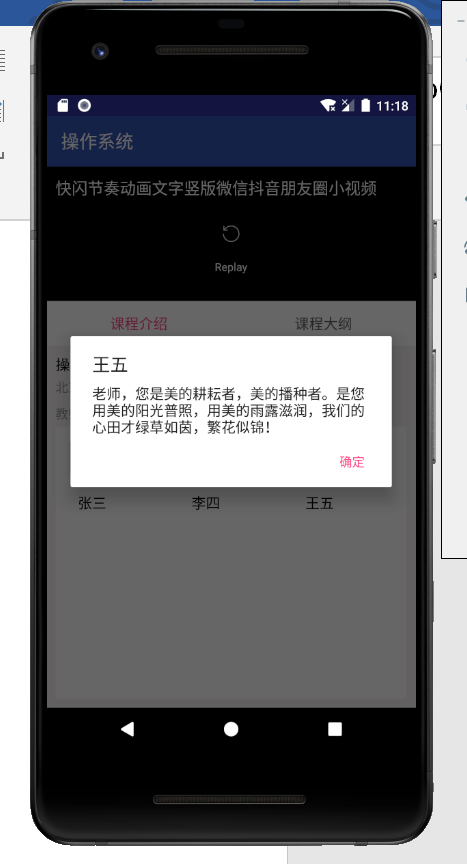 11:18
操作系统
快闪节奏动画文字竖版微信抖音朋友圈小视频
Replay
课程介绍
课程大纲
操
王五
老师，您是美的耕耘者，美的播种者。是您
用美的阳光普照，用美的雨露滋润，我们的
心田才绿草如茵，繁花似锦！
确定
张三
李四
王五